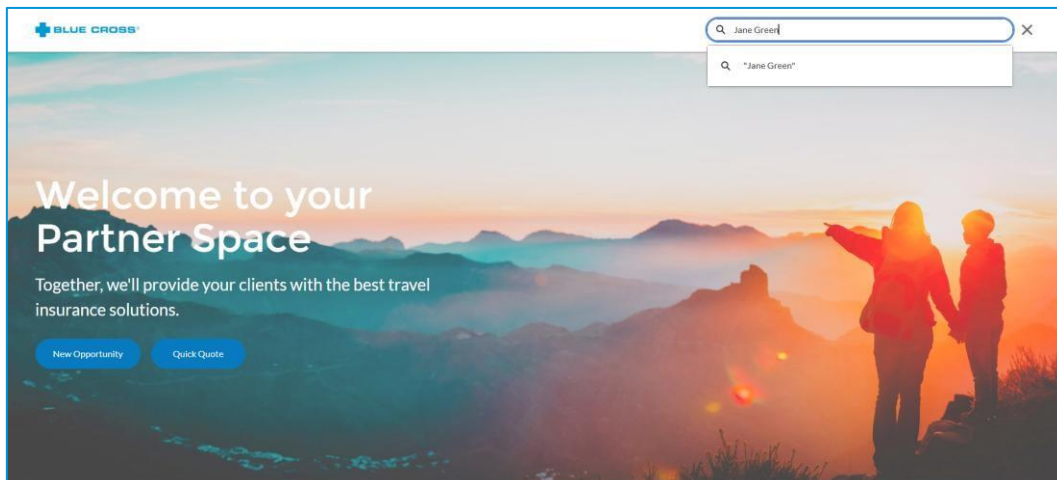 BLUE CROSS®
Jane Green
"Jane Green"
Welcome to your
Partner Space
Together, we'll provide your clients with the best travel
insurance solutions.
New Opportunity
Quick Quote